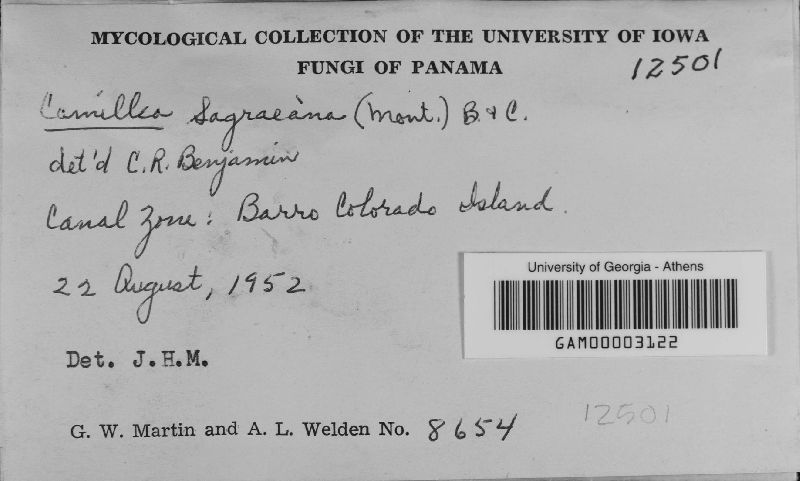 MYCOLOGICAL COLLECTION OF THE UNIVERSITY OF IOWA
FUNGI OF PANAMA
12501
Camillea Sagraeàna (Mont.) B. & C.
det'd C.R. Benjamin
Canal Zone: Barro Colorado Island.
22 August, 1952
University of Georgia - Athens
GAM00003122
Det. J.H.M.
G. W. Martin and A. L. Welden No. 8654
12501